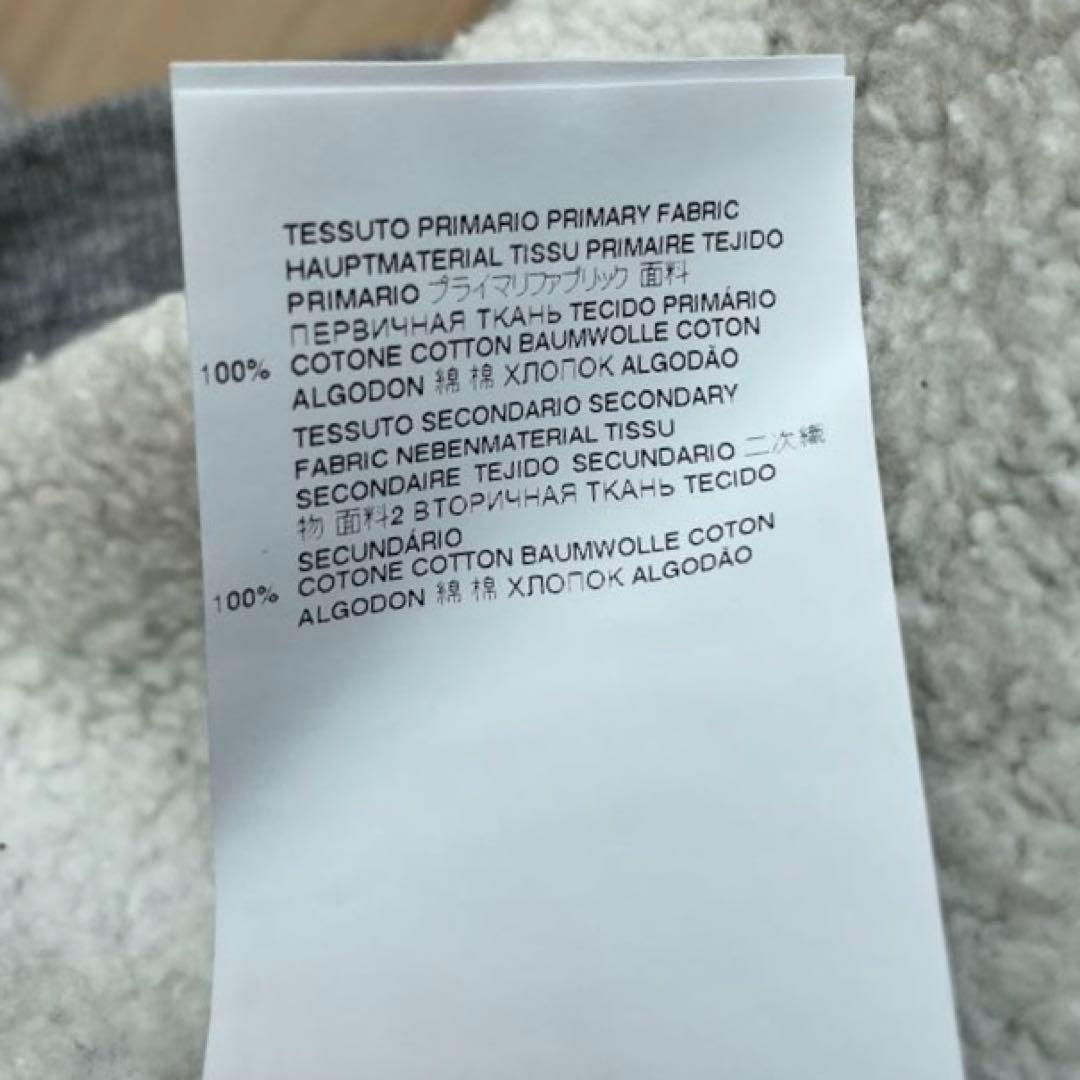 TESSUTO PRIMARIO PRIMARY FABRIC
HAUPTMATERIAL TISSU PRIMAIRE TEJIDO
PRIMARIO プライマリファブリック 面料
ПЕРВИЧНАЯ ТКАНЬ TECIDO PRIMÁRIO
100% COTONE COTTON BAUMWOLLE COTON
ALGODON 綿 棉 ХЛОПОК ALGODÃO
TESSUTO SECONDARIO SECONDARY
FABRIC NEBENMATERIAL TISSU
SECONDAIRE TEJIDO SECUNDARIO 二次織
物 面料2 ВТОРИЧНАЯ ТКАНЬ TECIDO
SECUNDÁRIO
100% COTONE COTTON BAUMWOLLE COTON
ALGODON 綿 棉 ХЛОПОК ALGODÃO